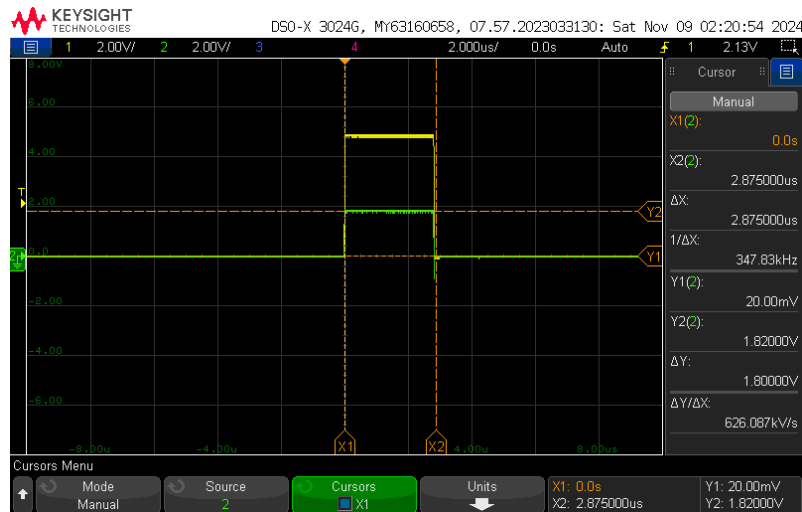 KEYSIGHT
TECHNOLOGIES
DSO-X 3024G, MY63160658, 07.57.2023033130: Sat Nov 09 02:20:54 2024
1 2.00V/ 2 2.00V/ 3 4 2.000us/ 0.0s Auto 1 2.13V
8.00V
6.00
4.00
T
2.00
Y2
2 0.0
Y1
-2.00
-4.00
-6.00
X1 X2
-8.00u -4.00u 4.00u 8.00us
Cursor
Manual
X1(2):
0.0s
X2(2):
2.875000us
ΔX:
2.875000us
1/ΔX:
347.83kHz
Y1(2):
20.00mV
Y2(2):
1.82000V
ΔY:
1.80000V
ΔY/ΔX:
626.087kV/s
Cursors Menu
Mode Source Cursors Units X1: 0.0s Y1: 20.00mV
Manual 2 X1 X2: 2.875000us Y2: 1.82000V